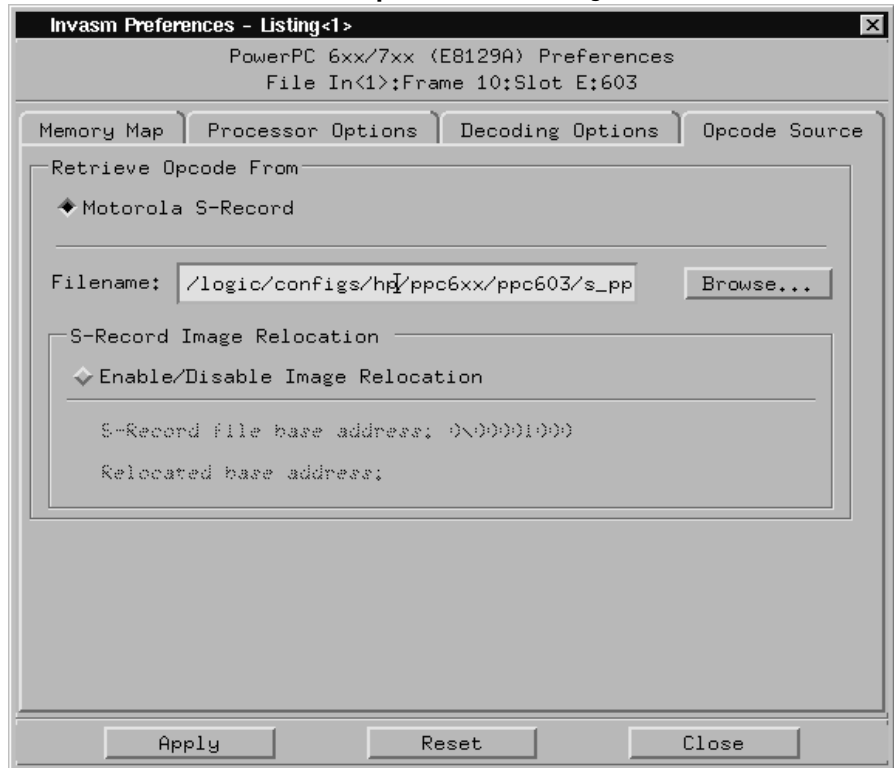 Invasm Preferences - Listing<1>
PowerPC 6xx/7xx (E8129A) Preferences
File In<1>:Frame 10:Slot E:603
Memory Map Processor Options Decoding Options Opcode Source
Retrieve Opcode From
Motorola S-Record
Filename: /logic/configs/hp/ppc6xx/ppc603/s_pp Browse...
S-Record Image Relocation
Enable/Disable Image Relocation
S-Record file base address: 0x00001000
Relocated base address:
Apply Reset Close